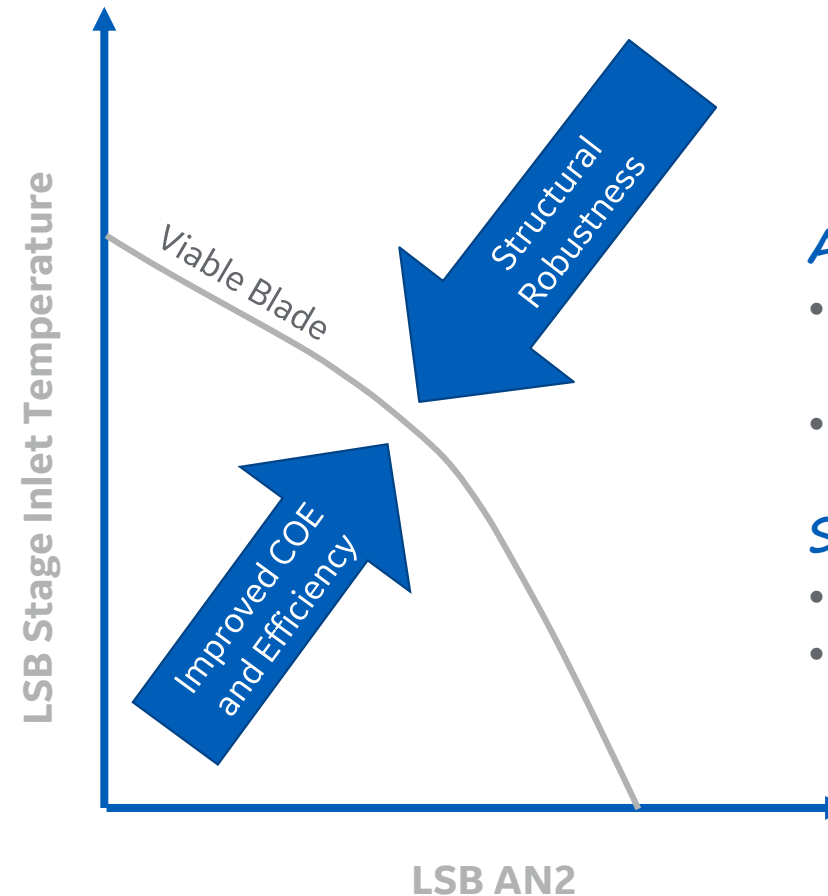 LSB Stage Inlet Temperature
Viable Blade
Structural
Robustness
Improved COE
and Efficiency
LSB AN2